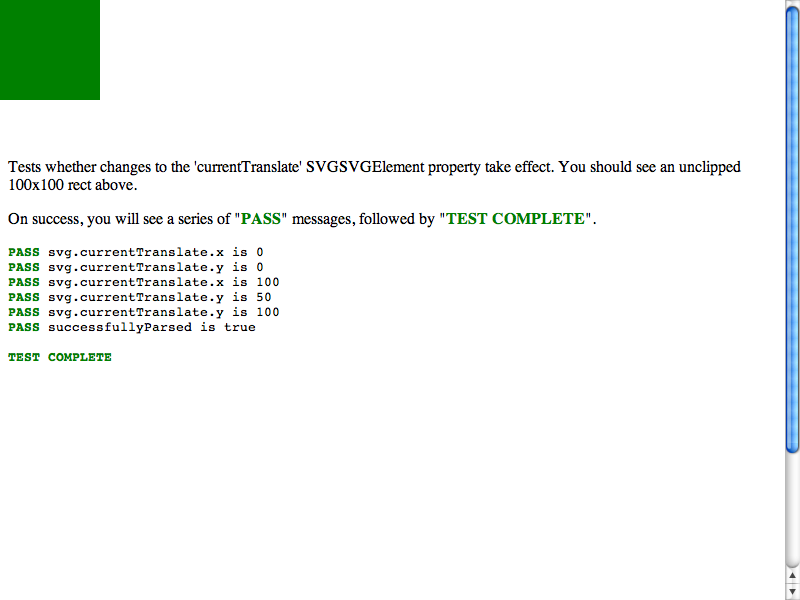 Tests whether changes to the 'currentTranslate' SVGSVGElement property take effect. You should see an unclipped
100x100 rect above.
On success, you will see a series of "PASS" messages, followed by "TEST COMPLETE".
PASS svg.currentTranslate.x is 0
PASS svg.currentTranslate.y is 0
PASS svg.currentTranslate.x is 100
PASS svg.currentTranslate.y is 50
PASS svg.currentTranslate.y is 100
PASS successfullyParsed is true
TEST COMPLETE